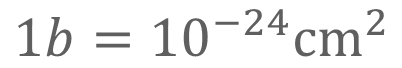 1b = 10⁻²⁴cm²